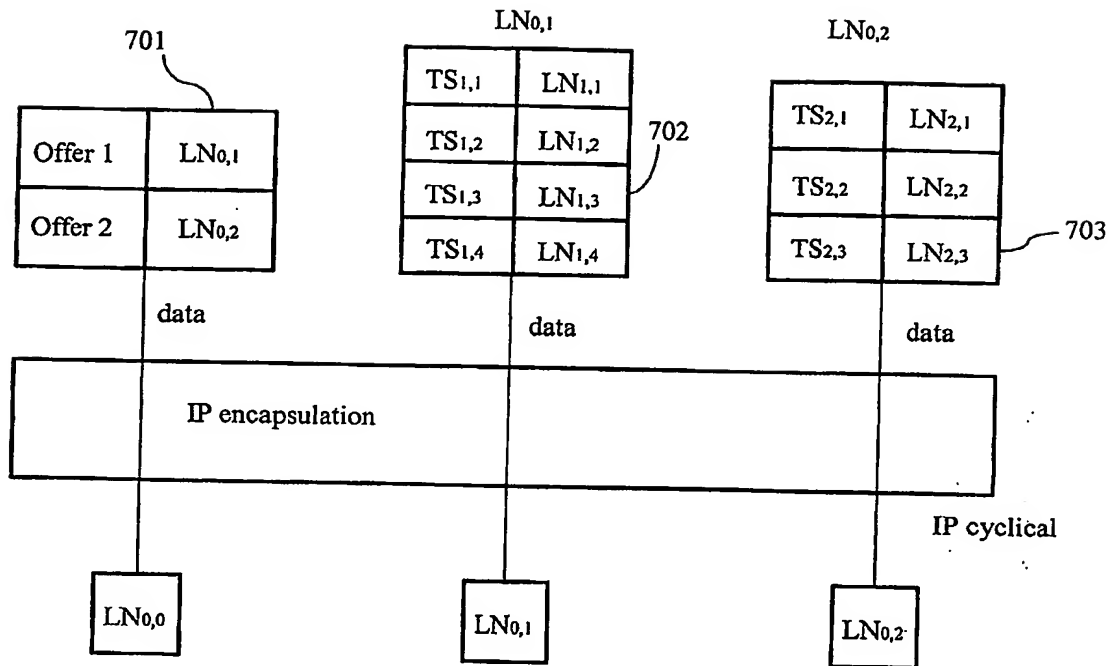 701
Offer 1 LN0,1
Offer 2 LN0,2
LN0,1
TS1,1 LN1,1
TS1,2 LN1,2
TS1,3 LN1,3
TS1,4 LN1,4
702
LN0,2
TS2,1 LN2,1
TS2,2 LN2,2
TS2,3 LN2,3
703
data
data
data
IP encapsulation
IP cyclical
LN0,0
LN0,1
LN0,2